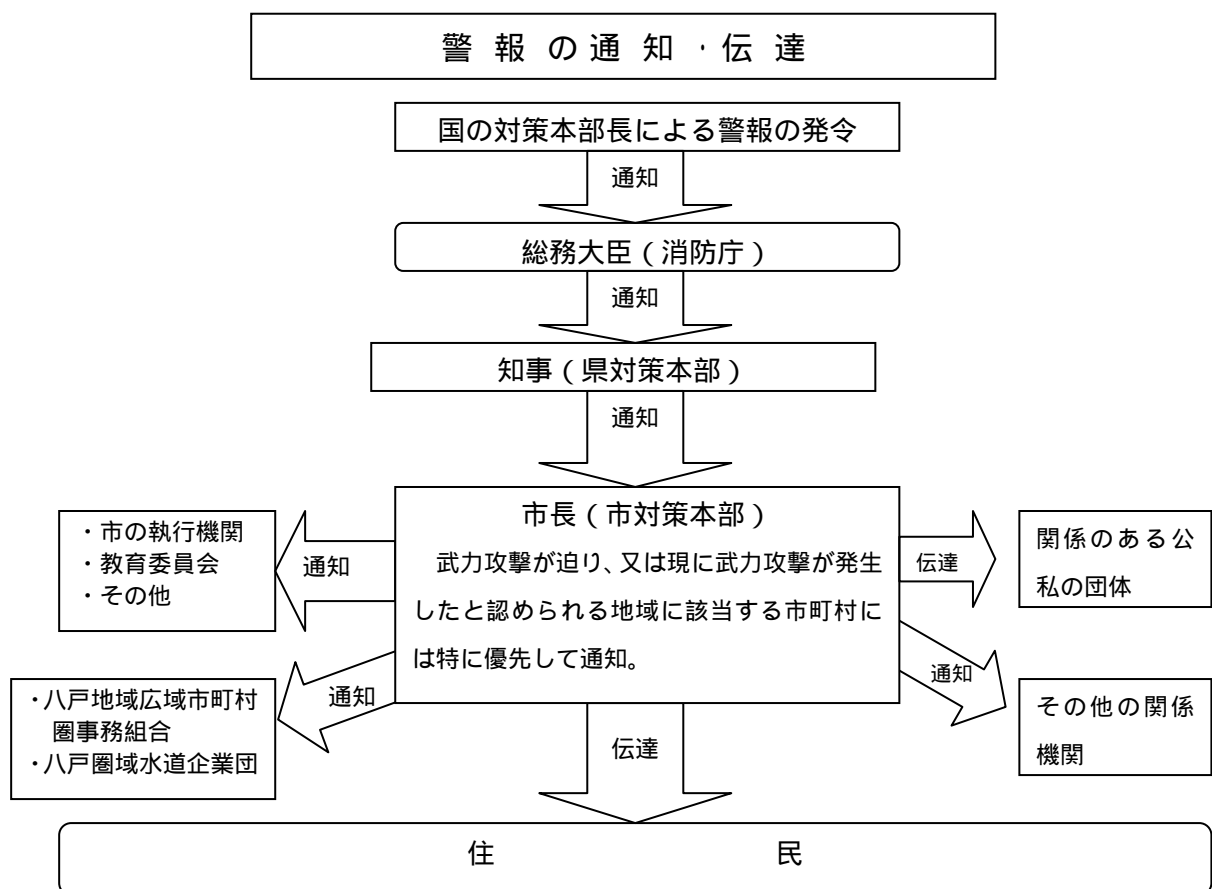 警報の通知・伝達
国の対策本部長による警報の発令
通知
総務大臣(消防庁)
通知
知事(県対策本部)
通知
市長(市対策本部)
武力攻撃が迫り、又は現に武力攻撃が発生
したと認められる地域に該当する市町村に
は特に優先して通知。
通知
・市の執行機関
・教育委員会
・その他
伝達
関係のある公
私の団体
通知
・八戸地域広域市町村
圏事務組合
・八戸圏域水道企業団
通知
その他の関係
機関
伝達
住民